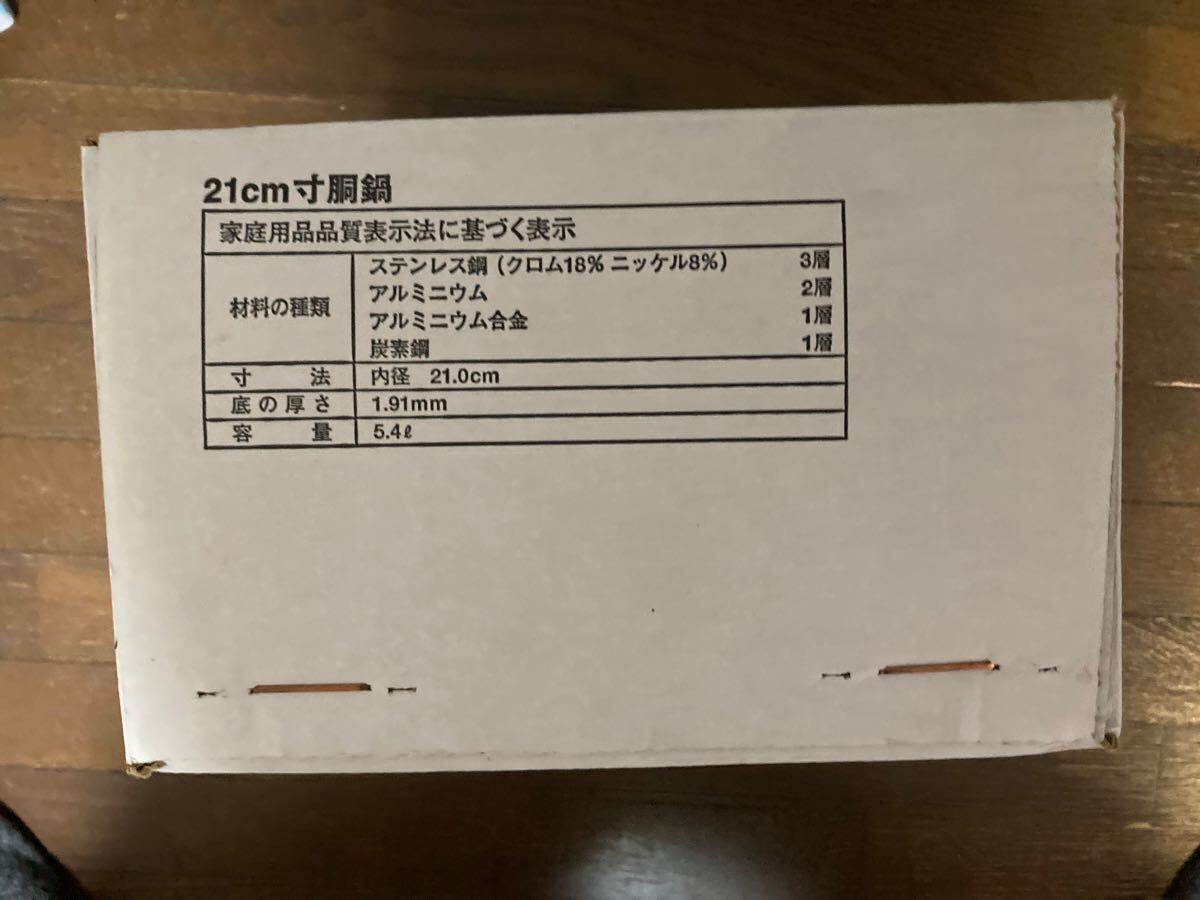 21cm寸胴鍋
家庭用品品質表示法に基づく表示
材料の種類
ステンレス鋼(クロム18% ニッケル8%) 3層
アルミニウム 2層
アルミニウム合金 1層
炭素鋼 1層
寸法 内径 21.0cm
底の厚さ 1.91mm
容量 5.4ℓ